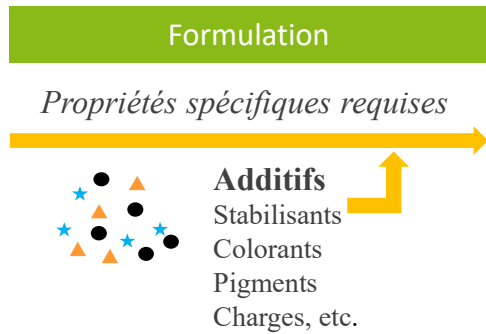 Formulation
Propriétés spécifiques requises
Additifs
Stabilisants
Colorants
Pigments
Charges, etc.